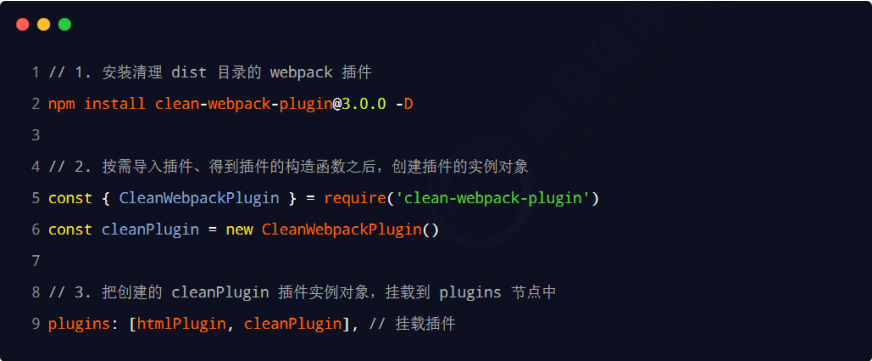 1 // 1. 安装清理 dist 目录的 webpack 插件
2 npm install clean-webpack-plugin@3.0.0 -D
3
4 // 2. 按需导入插件、得到插件的构造函数之后，创建插件的实例对象
5 const { CleanWebpackPlugin } = require('clean-webpack-plugin')
6 const cleanPlugin = new CleanWebpackPlugin()
7
8 // 3. 把创建的 cleanPlugin 插件实例对象，挂载到 plugins 节点中
9 plugins: [htmlPlugin, cleanPlugin], // 挂载插件